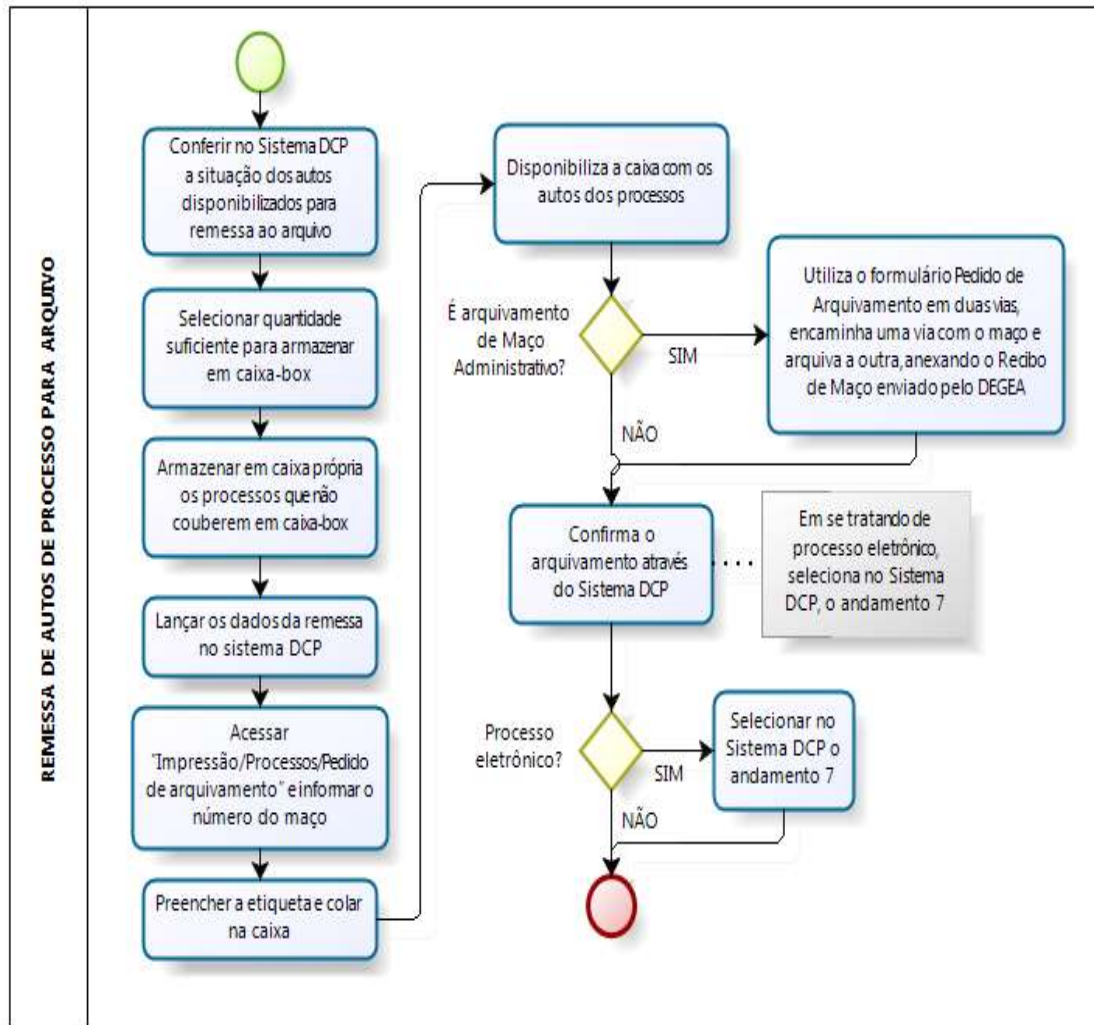 REMESSA DE AUTOS DE PROCESSO PARA ARQUIVO
Conferir no Sistema DCP
a situação dos autos
disponibilizados para
remessa ao arquivo
Selecionar quantidade
suficiente para armazenar
em caixa-box
Armazenar em caixa própria
os processos que não
couberem em caixa-box
Lançar os dados da remessa
no sistema DCP
Acessar
"Impressão/Processos/Pedido
de arquivamento" e informar o
número do maço
Preencher a etiqueta e colar
na caixa
Disponibiliza a caixa com os
autos dos processos
É arquivamento
de Maço
Administrativo?
SIM
Utiliza o formulário Pedido de
Arquivamento em duas vias,
encaminha uma via com o maço e
arquiva a outra, anexando o Recibo
de Maço enviado pelo DEGEA
NÃO
Confirma o
arquivamento através
do Sistema DCP
Em se tratando de
processo eletrônico,
seleciona no Sistema
DCP, o andamento 7
Processo
eletrônico?
SIM
Selecionar no
Sistema DCP o
andamento 7
NÃO